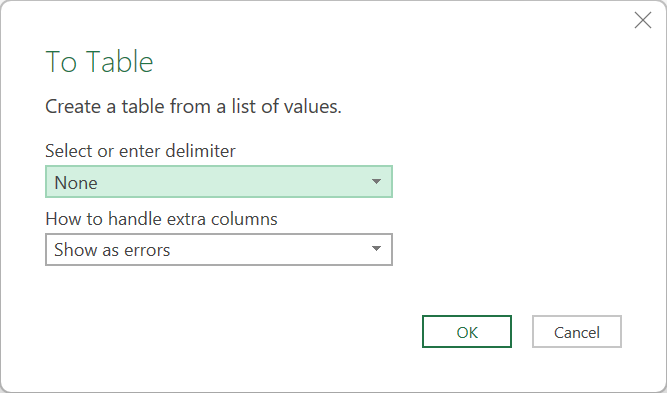 To Table
Create a table from a list of values.
Select or enter delimiter
None
How to handle extra columns
Show as errors
OK
Cancel